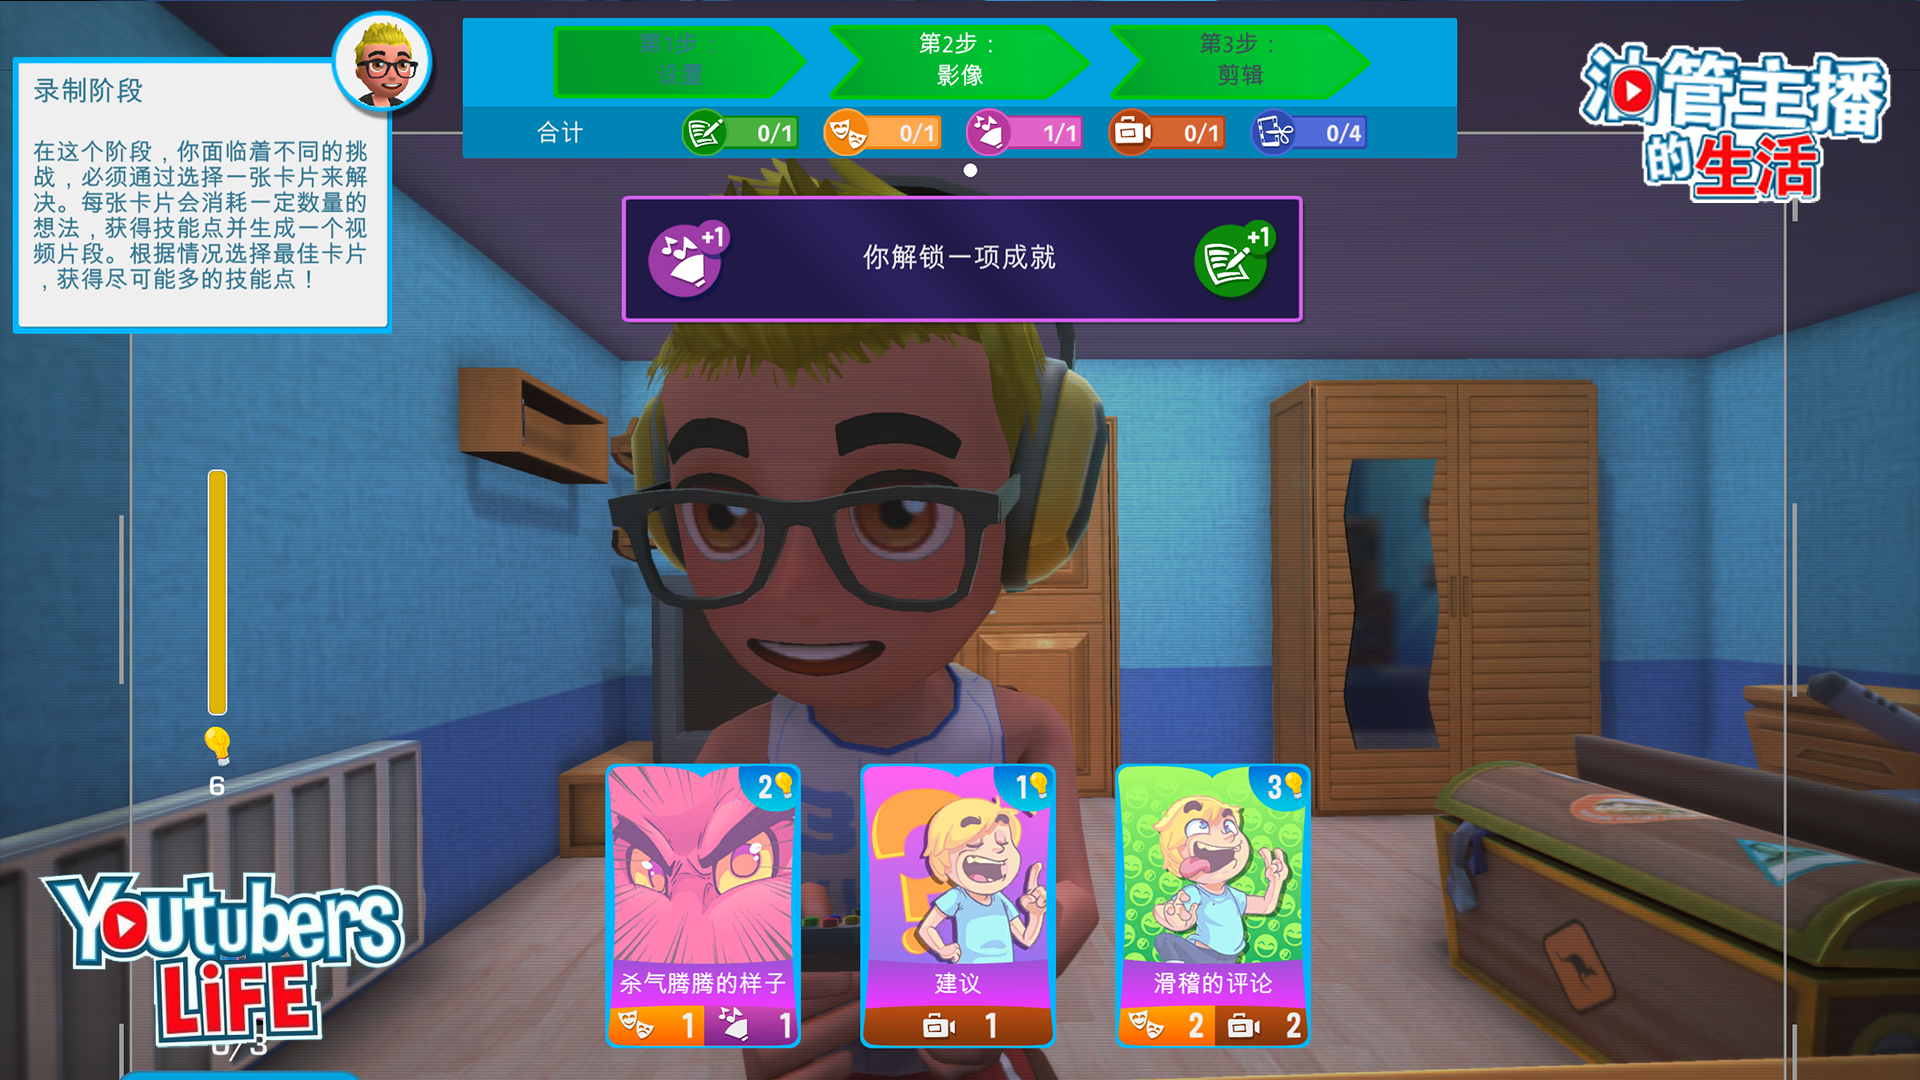 录制阶段
在这个阶段，你面临着不同的挑
战，必须通过选择一张卡片来解
决。每张卡片会消耗一定数量的
想法，获得技能点并生成一个视
频片段。根据情况选择最佳卡片
，获得尽可能多的技能点！
第1步：
设置
第2步：
影像
第3步：
剪辑
合计
0/1
0/1
1/1
0/1
0/4
油管主播
的生活
+1
你解锁一项成就
+1
6
2
杀气腾腾的样子
1
1
1
建议
1
3
滑稽的评论
2
2
Youtubers
LiFE
0/3